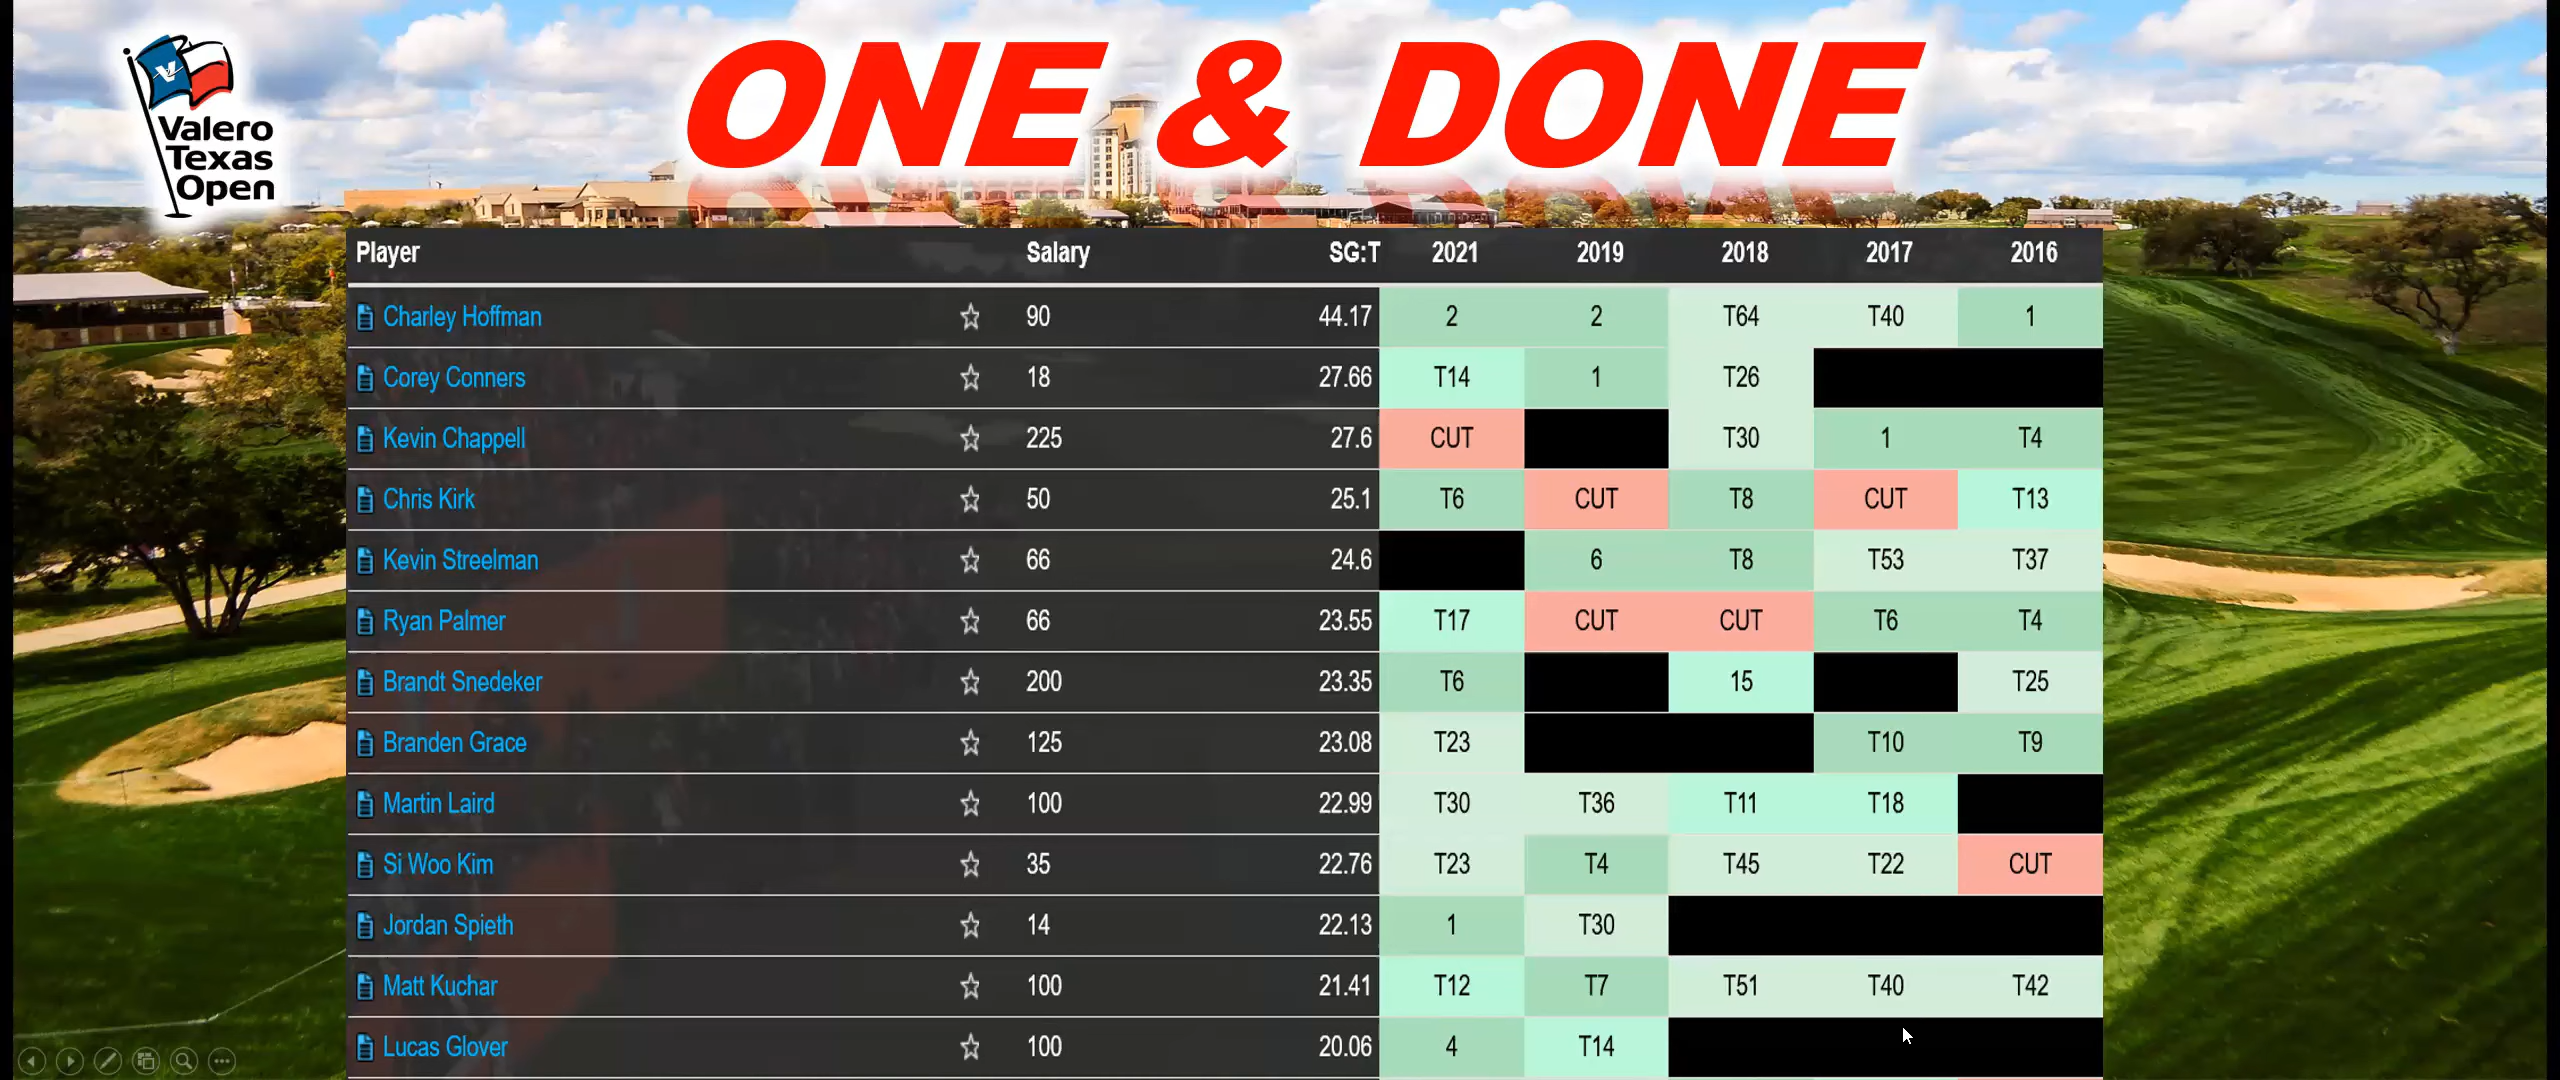 Valero
Texas
Open
ONE & DONE
Player Salary SG:T 2021 2019 2018 2017 2016
Charley Hoffman 90 44.17 2 2 T64 T40 1
Corey Conners 18 27.66 T14 1 T26
Kevin Chappell 225 27.6 CUT T30 1 T4
Chris Kirk 50 25.1 T6 CUT T8 CUT T13
Kevin Streelman 66 24.6 6 T8 T53 T37
Ryan Palmer 66 23.55 T17 CUT CUT T6 T4
Brandt Snedeker 200 23.35 T6 15 T25
Branden Grace 125 23.08 T23 T10 T9
Martin Laird 100 22.99 T30 T36 T11 T18
Si Woo Kim 35 22.76 T23 T4 T45 T22 CUT
Jordan Spieth 14 22.13 1 T30
Matt Kuchar 100 21.41 T12 T7 T51 T40 T42
Lucas Glover 100 20.06 4 T14